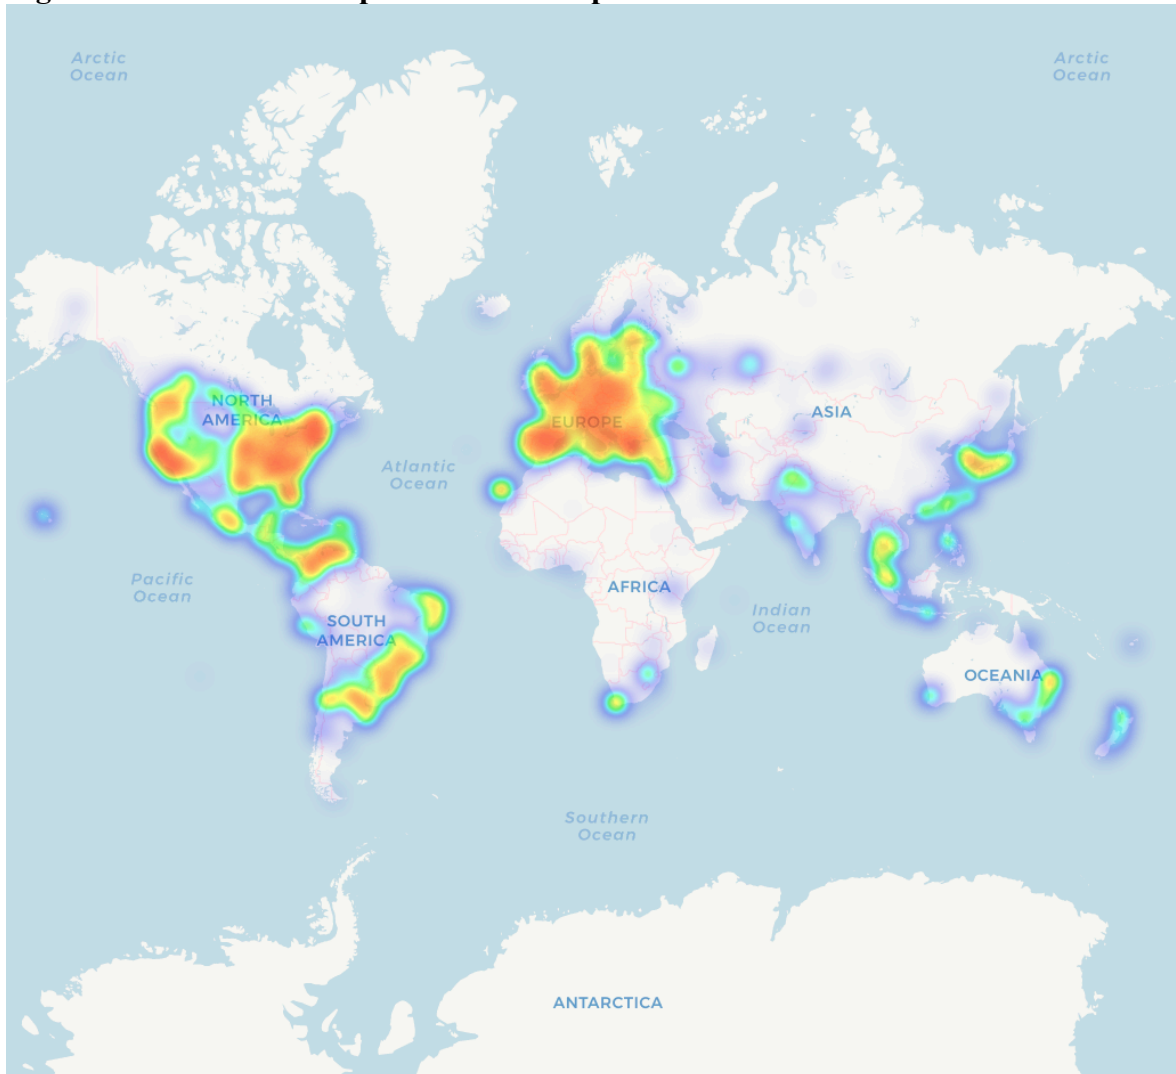 Arctic
Ocean
Arctic
Ocean
NORTH
AMERICA
EUROPE
ASIA
Atlantic
Ocean
Pacific
Ocean
AFRICA
Indian
Ocean
SOUTH
AMERICA
OCEANIA
Southern
Ocean
ANTARCTICA